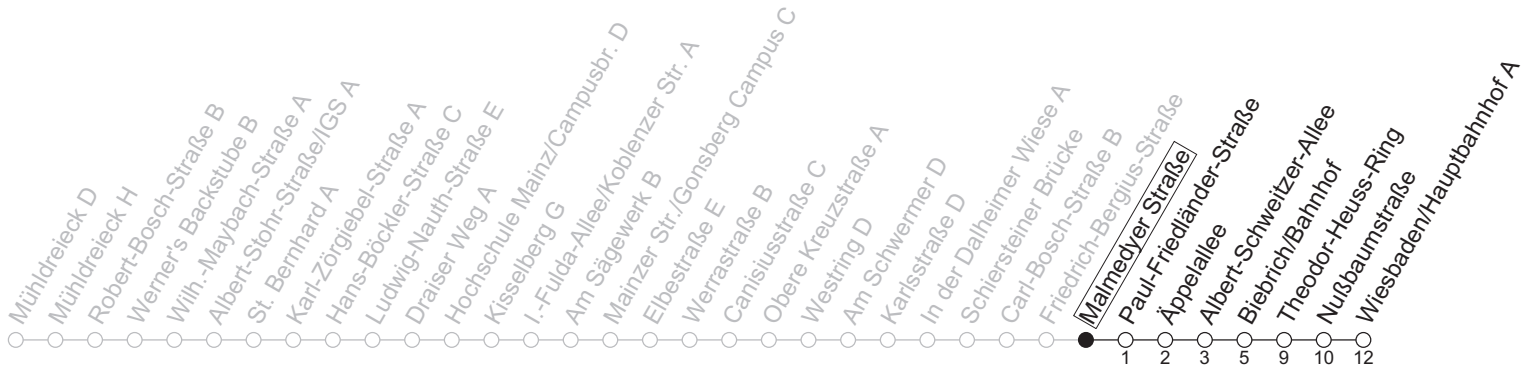 Mühldreieck D
Mühldreieck H
Robert-Bosch-Straße B
Werner's Backstube B
Wilh.-Maybach-Straße A
Albert-Stohr-Straße/IGS A
St. Bernhard A
Karl-Zörgiebel-Straße A
Hans-Böckler-Straße C
Ludwig-Nauth-Straße E
Draiser Weg A
Hochschule Mainz/Campusbr. D
Kisselberg G
I.-Fulda-Allee/Koblenzer Str. A
Am Sägewerk B
Mainzer Str./Gonsberg Campus C
Elbestraße E
Werrastraße B
Canisiusstraße C
Obere Kreuzstraße A
Westring D
Am Schwermer D
Karlsstraße D
In der Dalheimer Wiese A
Schiersteiner Brücke
Carl-Bosch-Straße B
Friedrich-Bergius-Straße
Malmedyer Straße
Paul-Friedländer-Straße
Äppelallee
Albert-Schweitzer-Allee
Biebrich/Bahnhof
Theodor-Heuss-Ring
Nußbaumstraße
Wiesbaden/Hauptbahnhof A
1 2 3 5 9 10 12